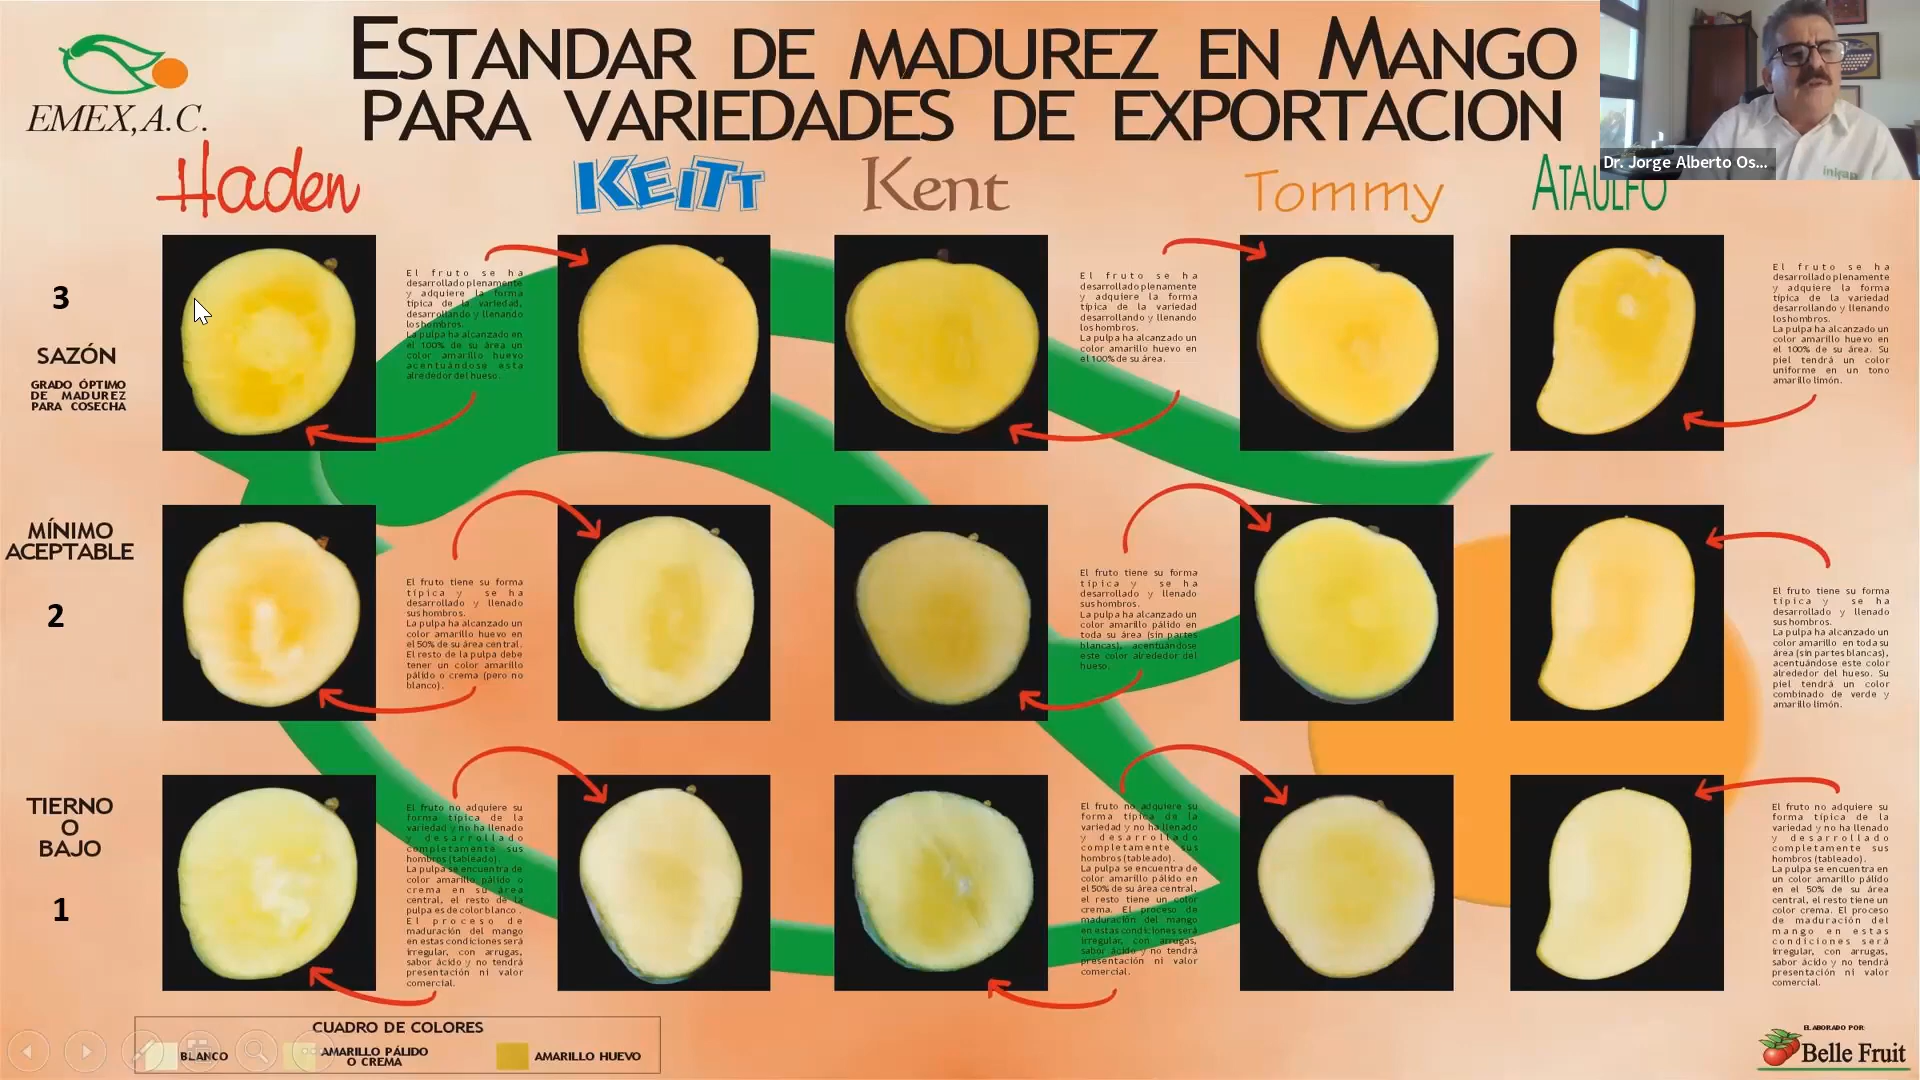 ESTANDAR DE MADUREZ EN MANGO
PARA VARIEDADES DE EXPORTACION
EMEX, A.C.
Dr. Jorge Alberto Os...
inifap
Haden
KEITT
Kent
Tommy
ATAULFO
3
SAZÓN
GRADO ÓPTIMO
DE MADUREZ
PARA COSECHA
El fruto se ha
desarrollado plenamente
y adquiere la forma
típica de la variedad,
desarrollando y llenando
los hombros.
La pulpa ha alcanzado en
el 100% de su área un
color amarillo huevo
acentuándose esta
alrededor del hueso.
El fruto se ha
desarrollado plenamente
y adquiere la forma
típica de la variedad
desarrollando y llenando
los hombros.
La pulpa ha alcanzado un
color amarillo huevo en
el 100% de su área.
El fruto se ha
desarrollado plenamente
y adquiere la forma
típica de la variedad
desarrollando y llenando
los hombros.
La pulpa ha alcanzado un
color amarillo huevo en
el 100% de su área. Su
piel tendrá un color
uniforme en un tono
amarillo limón.
MÍNIMO
ACEPTABLE
2
El fruto tiene su forma
típica y se ha
desarrollado y llenado
sus hombros.
La pulpa ha alcanzado un
color amarillo huevo en
el 50% de su área central.
El resto de la pulpa debe
tener un color amarillo
pálido o crema (pero no
blanco).
El fruto tiene su forma
típica y se ha
desarrollado y llenado
sus hombros.
La pulpa ha alcanzado un
color amarillo pálido en
toda su área (sin partes
blancas), acentuándose
este color alrededor del
hueso.
El fruto tiene su forma
típica y se ha
desarrollado y llenado
sus hombros.
La pulpa ha alcanzado un
color amarillo en toda su
área (sin partes blancas),
acentuándose este color
alrededor del hueso. Su
piel tendrá un color
combinado de verde y
amarillo limón.
TIERNO
O
BAJO
1
El fruto no adquiere su
forma típica de la
variedad y no ha llenado
y desarrollado
completamente sus
hombros (tableado).
La pulpa se encuentra de
color amarillo pálido o
crema en su área
central, el resto de la
pulpa es de color blanco.
El proceso de
maduración del mango
en estas condiciones será
irregular, con arrugas,
sabor ácido y no tendrá
presentación ni valor
comercial.
El fruto no adquiere su
forma típica de la
variedad y no ha llenado
y desarrollado
completamente sus
hombros (tableado).
La pulpa se encuentra de
color amarillo pálido en
el 50% de su área central,
el resto tiene un color
crema. El proceso de
maduración del mango
en estas condiciones será
irregular, con arrugas,
sabor ácido y no tendrá
presentación ni valor
comercial.
El fruto no adquiere su
forma típica de la
variedad y no ha llenado
y desarrollado
completamente sus
hombros (tableado).
La pulpa se encuentra en
un color amarillo pálido
en el 50% de su área
central, el resto tiene un
color crema. El proceso
de maduración del
mango en estas
condiciones será
irregular, con arrugas,
sabor ácido y no tendrá
presentación ni valor
comercial.
CUADRO DE COLORES
BLANCO
AMARILLO PÁLIDO
O CREMA
AMARILLO HUEVO
ELABORADO POR:
Belle Fruit